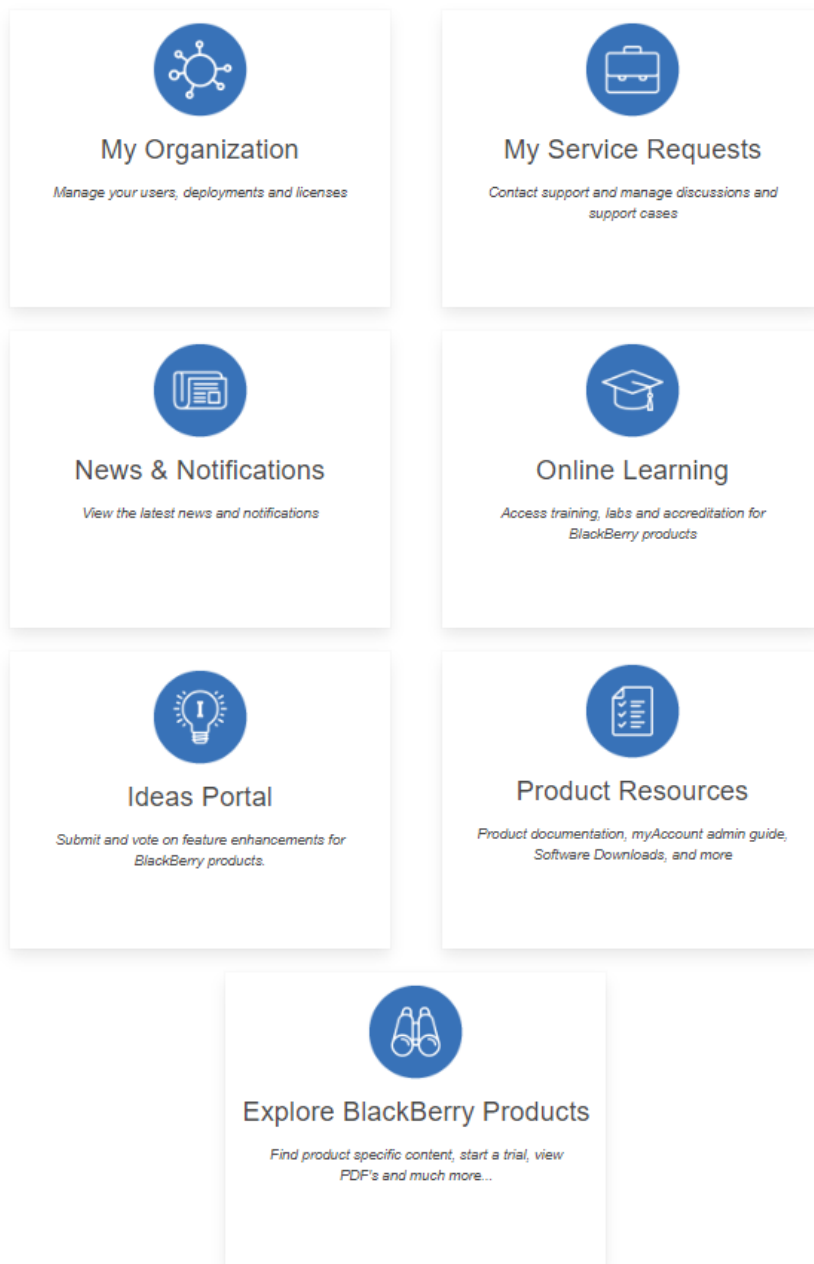 My Organization
Manage your users, deployments and licenses
My Service Requests
Contact support and manage discussions and
support cases
News & Notifications
View the latest news and notifications
Online Learning
Access training, labs and accreditation for
BlackBerry products
I
Ideas Portal
Submit and vote on feature enhancements for
BlackBerry products.
Product Resources
Product documentation, myAccount admin guide,
Software Downloads, and more
Explore BlackBerry Products
Find product specific content, start a trial, view
PDF's and much more...